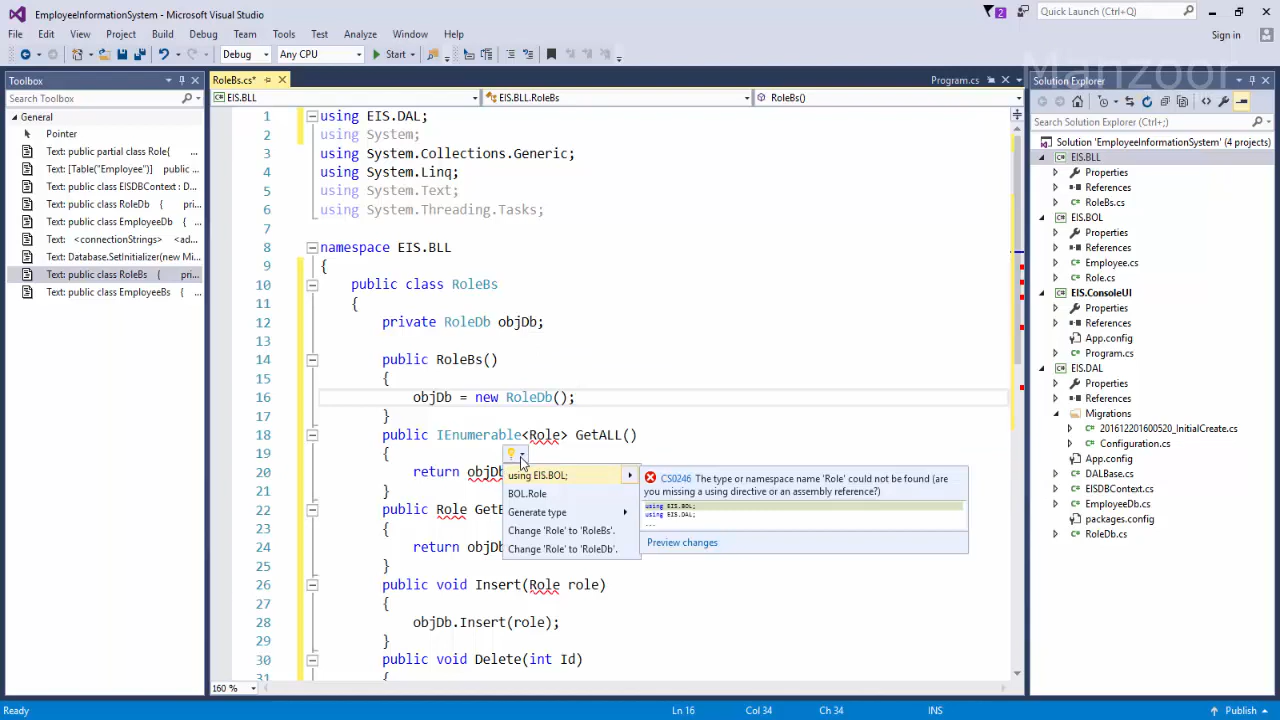 EmployeeInformationSystem - Microsoft Visual Studio
2
Quick Launch (Ctrl+Q)
File Edit View Project Build Debug Team Tools Test Analyze Window Help
Sign in
Debug Any CPU Start
Manzoor
Toolbox
Search Toolbox
General
Pointer
Text: public partial class Role{
Text: [Table("Employee")] public ...
Text: public class EISDBContext : D...
Text: public class RoleDb { pri...
Text: public class EmployeeDb {
Text: <connectionStrings> <ad...
Text: Database.SetInitializer(new Mi...
Text: public class RoleBs { pri...
Text: public class EmployeeBs {
RoleBs.cs*
Program.cs
EIS.BLL
EIS.BLL.RoleBs
RoleBs()
1 using EIS.DAL;
2 using System;
3 using System.Collections.Generic;
4 using System.Linq;
5 using System.Text;
6 using System.Threading.Tasks;
7
8 namespace EIS.BLL
9 {
10 public class RoleBs
11 {
12 private RoleDb objDb;
13
14 public RoleBs()
15 {
16 objDb = new RoleDb();
17 }
18 public IEnumerable<Role> GetALL()
19 {
20 return objDb
21 }
22 public Role GetB
23 {
24 return objDb
25 }
26 public void Insert(Role role)
27 {
28 objDb.Insert(role);
29 }
30 public void Delete(int Id)
31 {
using EIS.BOL;
BOL.Role
Generate type
Change 'Role' to 'RoleBs'.
Change 'Role' to 'RoleDb'.
CS0246 The type or namespace name 'Role' could not be found (are
you missing a using directive or an assembly reference?)
using EIS.BOL;
using EIS.DAL;
...
Preview changes
160 %
Solution Explorer
Search Solution Explorer (Ctrl+;)
Solution 'EmployeeInformationSystem' (4 projects)
EIS.BLL
Properties
References
RoleBs.cs
EIS.BOL
Properties
References
Employee.cs
Role.cs
EIS.ConsoleUI
Properties
References
App.config
Program.cs
EIS.DAL
Properties
References
Migrations
201612201600520_InitialCreate.cs
Configuration.cs
App.config
DALBase.cs
EISDBContext.cs
EmployeeDb.cs
packages.config
RoleDb.cs
Ready
Ln 16 Col 34 Ch 34 INS
Publish